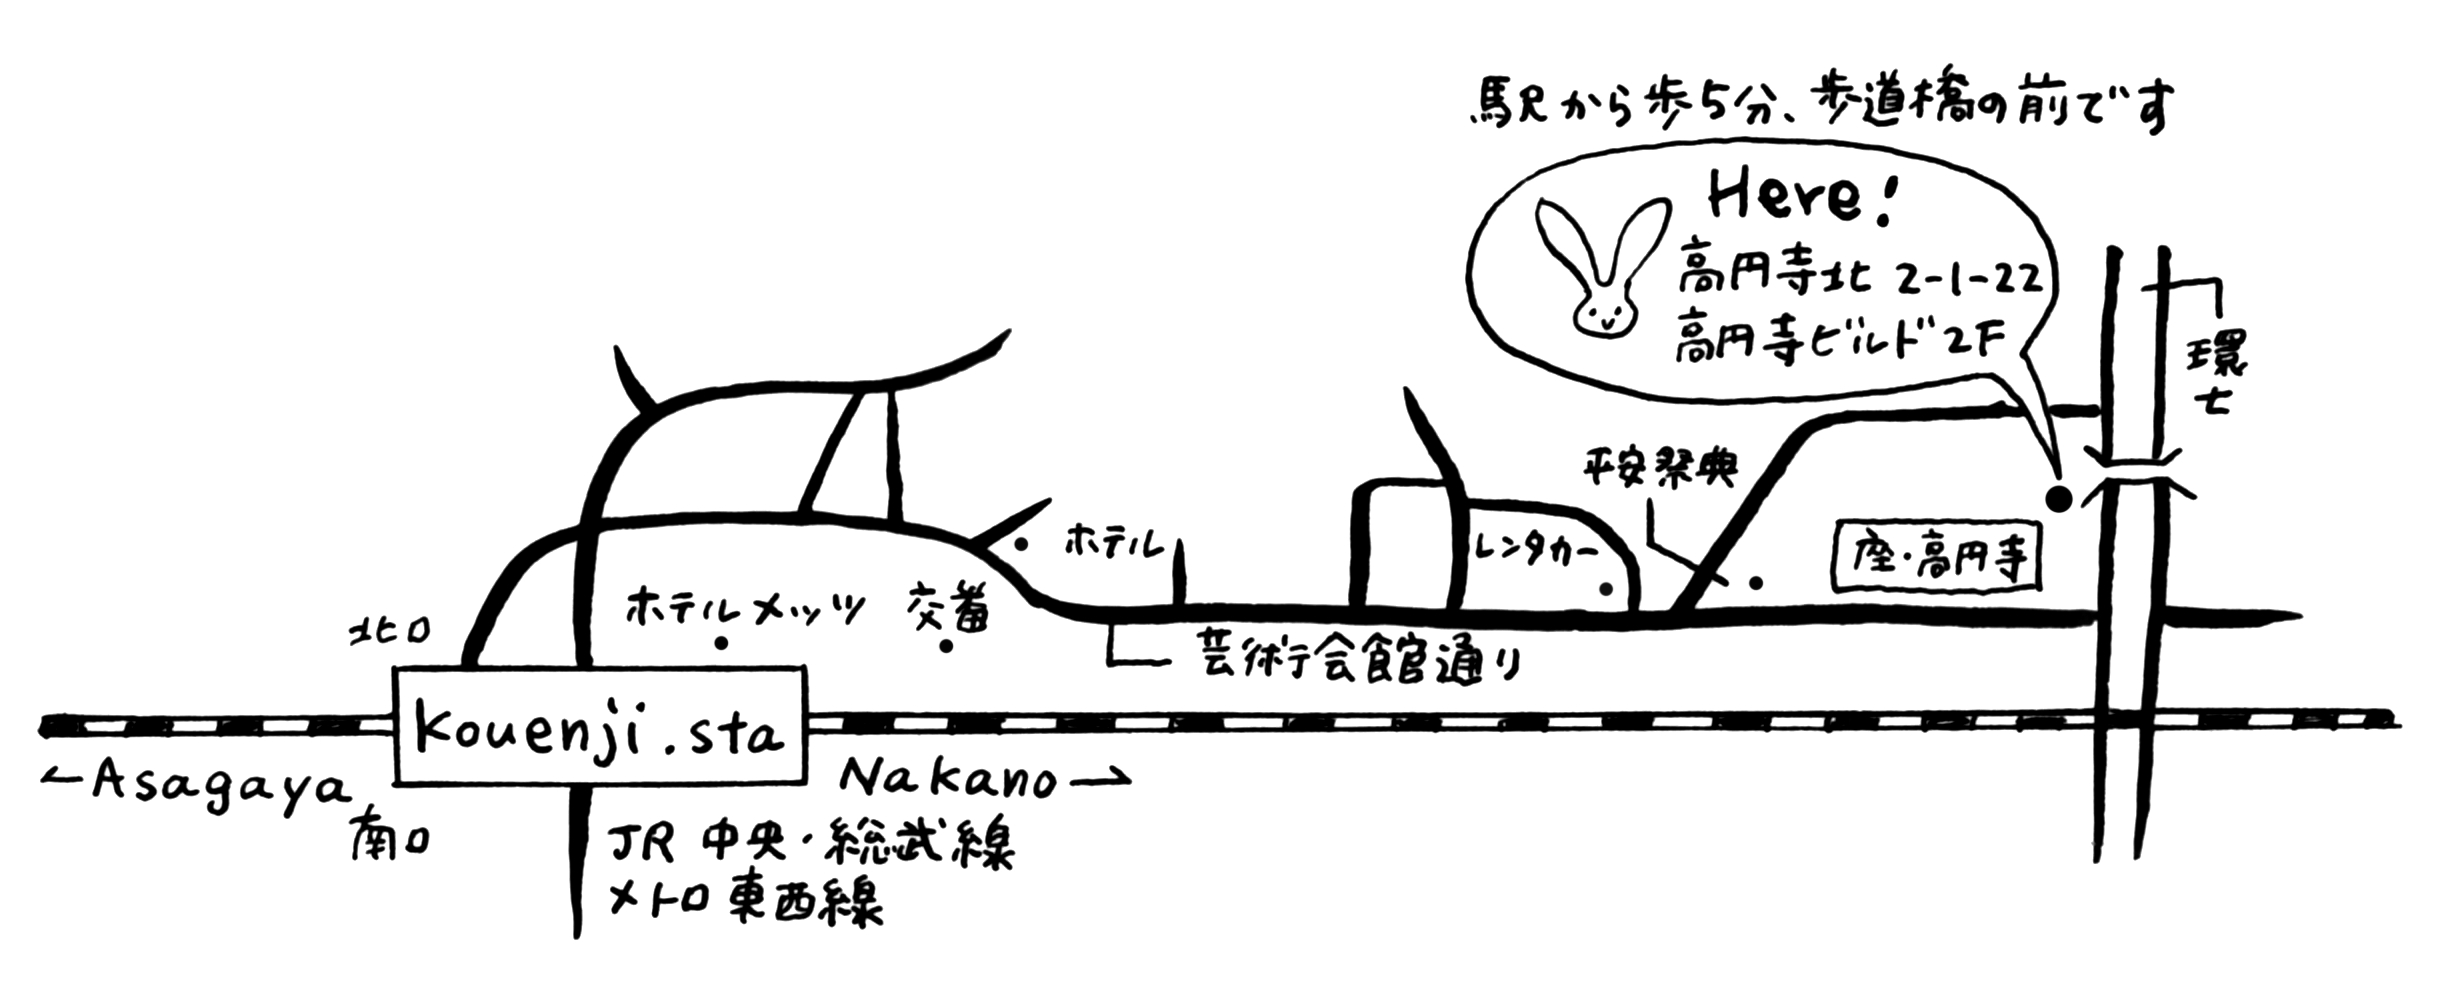 駅から歩5分、歩道橋の前です
Here!
高円寺北 2-1-22
高円寺ビルド2F
環七
平安祭典
レンタカー
ホテル
座・高円寺
ホテルメッツ
交番
北口
芸術会館通り
kouenji.sta
←Asagaya
Nakano→
南口
JR 中央・総武線
メトロ東西線